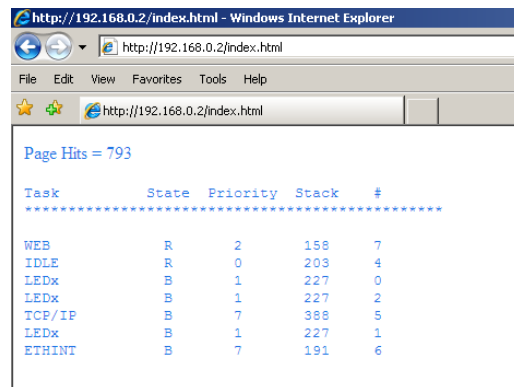 http://192.168.0.2/index.html - Windows Internet Explorer
http://192.168.0.2/index.html
File Edit View Favorites Tools Help
http://192.168.0.2/index.html
Page Hits = 793
Task State Priority Stack #
************************************************
WEB R 2 158 7
IDLE R 0 203 4
LEDx B 1 227 0
LEDx B 1 227 2
TCP/IP B 7 388 5
LEDx B 1 227 1
ETHINT B 7 191 6